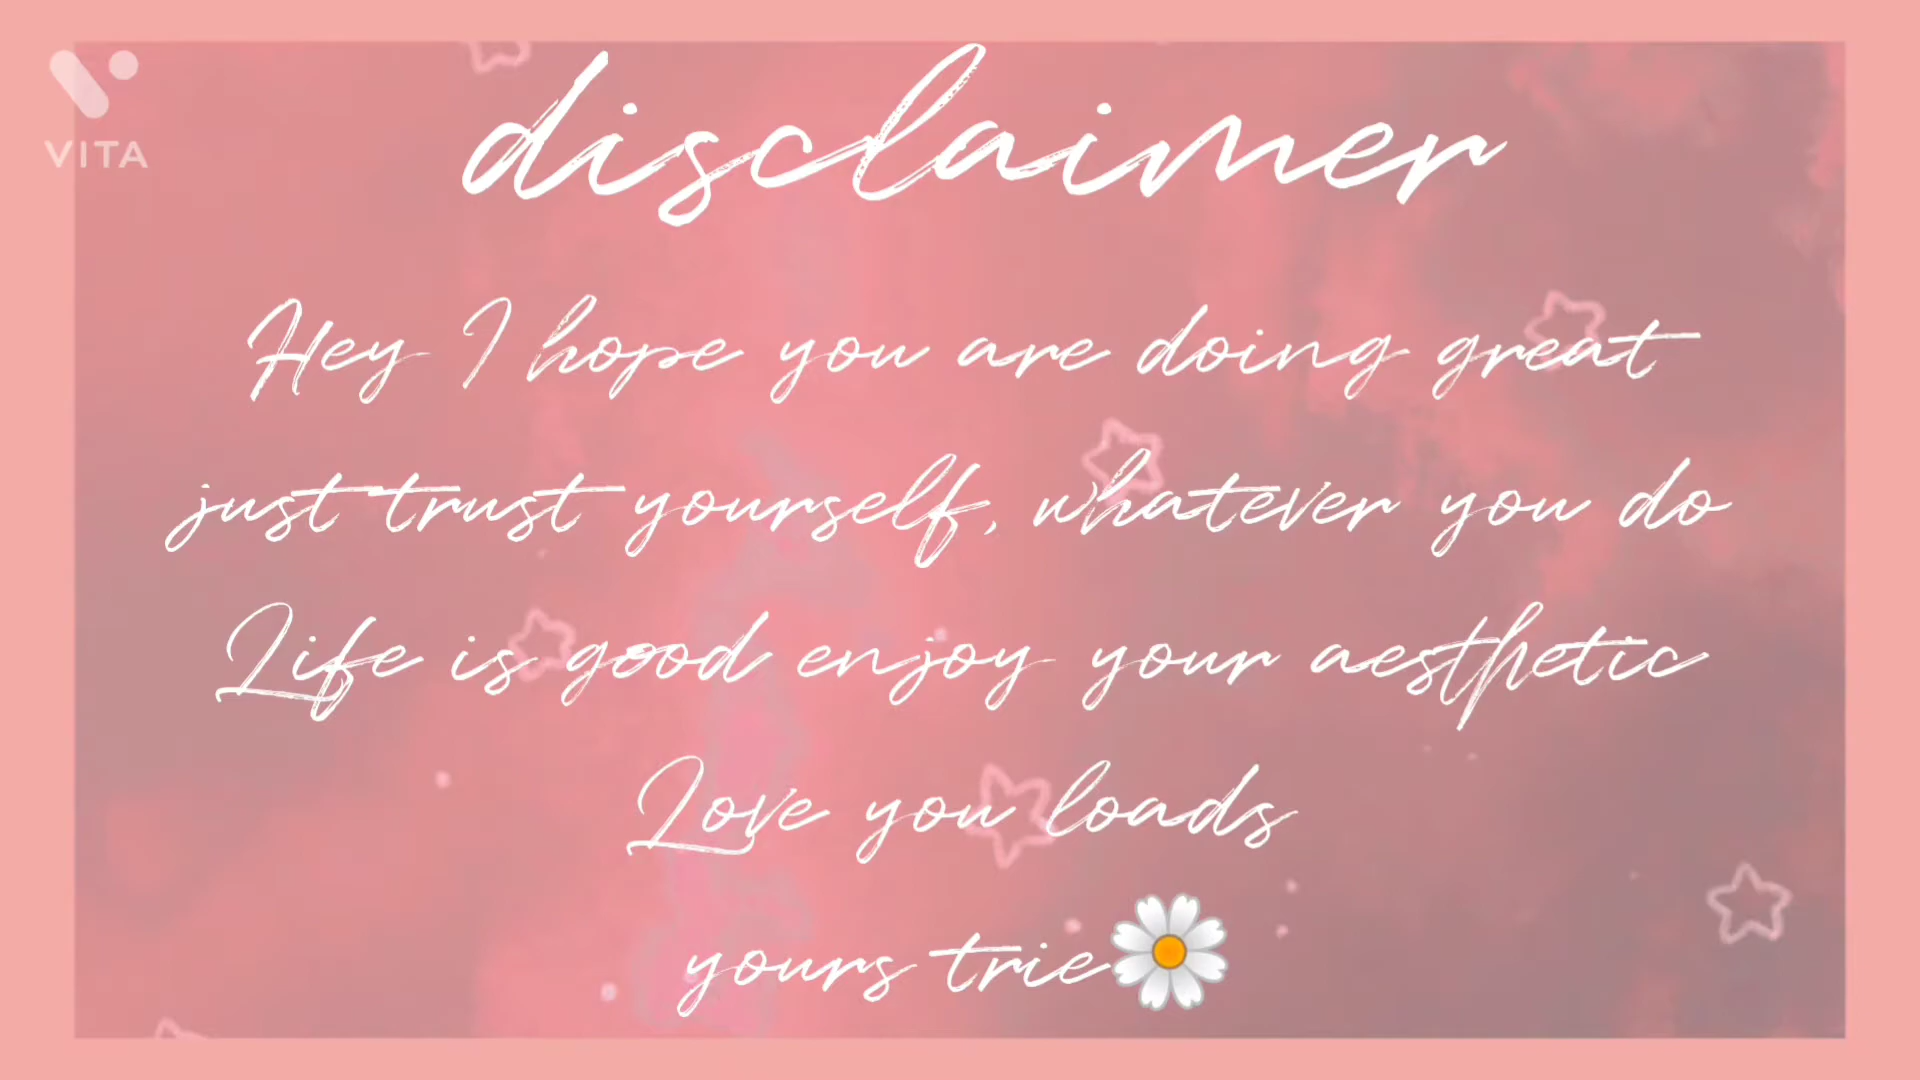 VITA
disclaimer
Hey I hope you are doing great
just trust yourself, whatever you do
Life is good enjoy your aesthetic
Love you loads
yours trie🌼